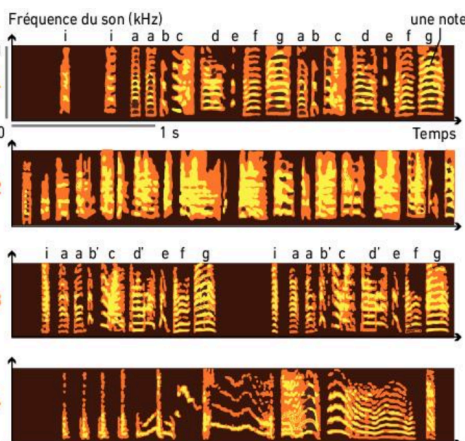 Fréquence du son (kHz)
une note
i i a a b c d e f g a b c d e f g
0 1 s Temps
i a a b' c d' e f g i a a b' c d' e f g